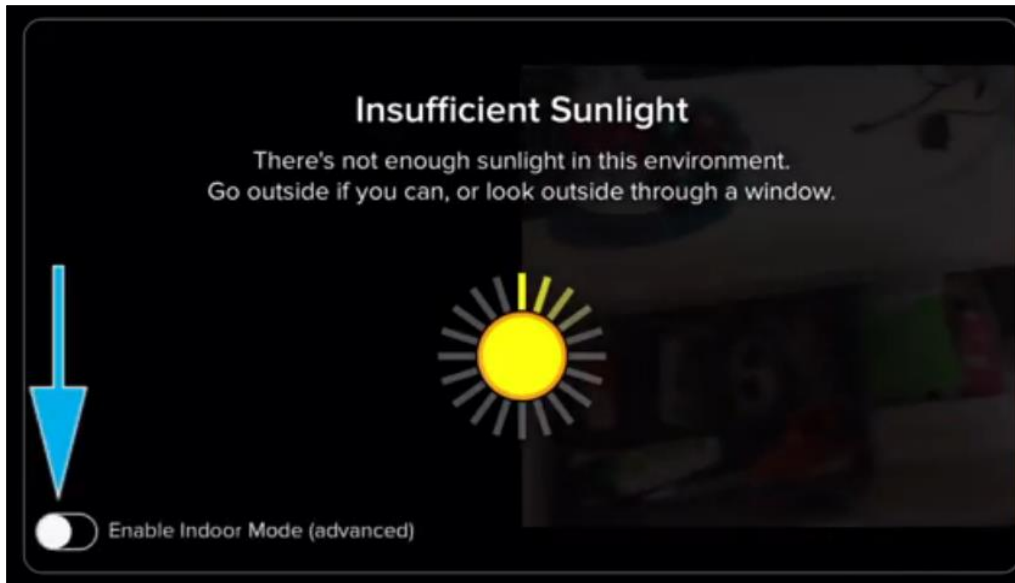 Insufficient Sunlight
There's not enough sunlight in this environment.
Go outside if you can, or look outside through a window.
Enable Indoor Mode (advanced)